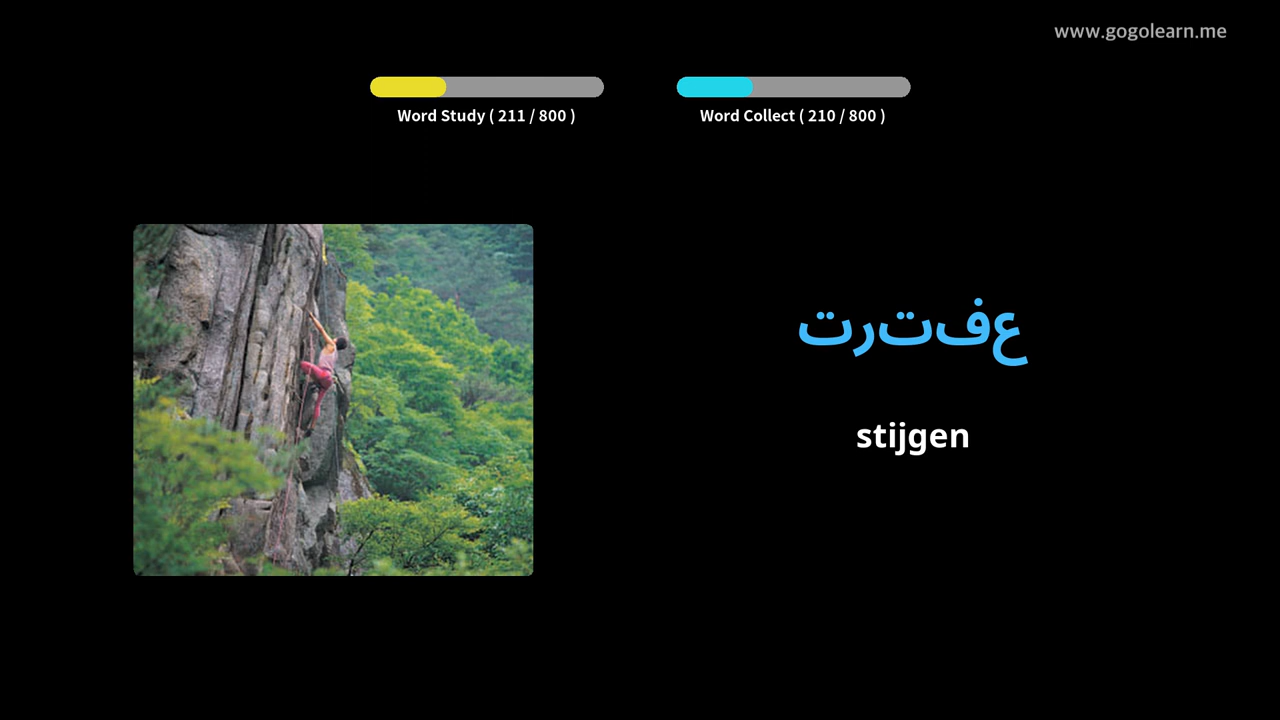 www.gogolearn.me
Word Study ( 211 / 800 )
Word Collect ( 210 / 800 )
ترتفع
stijgen